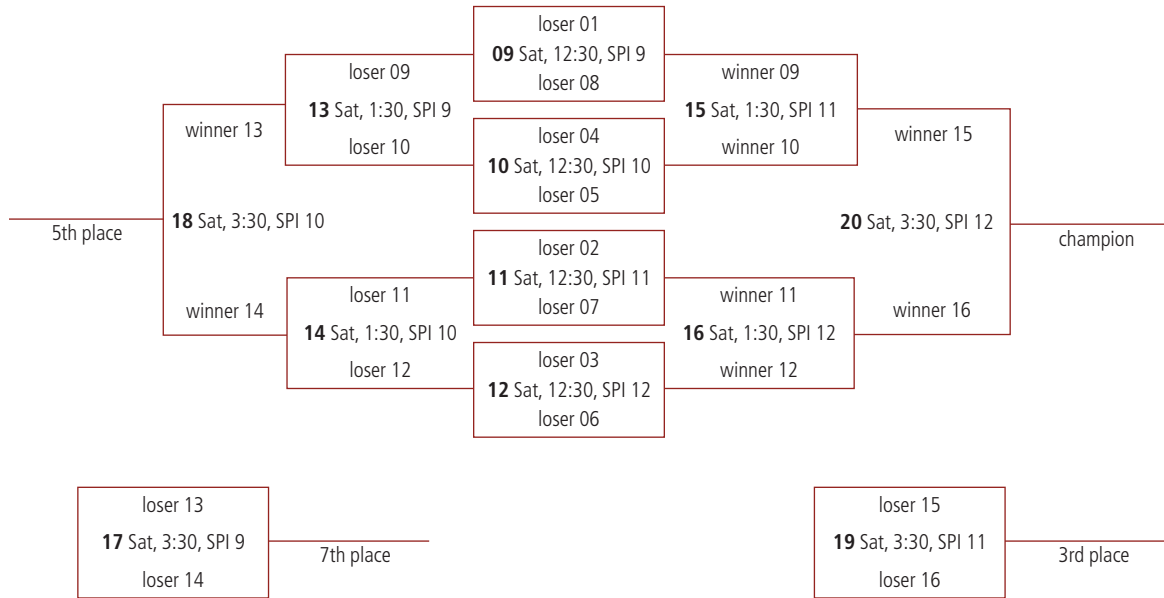 loser 01
09 Sat, 12:30, SPI 9
loser 08
loser 09
13 Sat, 1:30, SPI 9
loser 10
winner 09
15 Sat, 1:30, SPI 11
winner 10
winner 13
loser 04
10 Sat, 12:30, SPI 10
loser 05
winner 15
18 Sat, 3:30, SPI 10
5th place
20 Sat, 3:30, SPI 12
champion
loser 02
11 Sat, 12:30, SPI 11
loser 07
winner 14
loser 11
14 Sat, 1:30, SPI 10
loser 12
winner 11
16 Sat, 1:30, SPI 12
winner 12
winner 16
loser 03
12 Sat, 12:30, SPI 12
loser 06
loser 13
17 Sat, 3:30, SPI 9
loser 14
7th place
loser 15
19 Sat, 3:30, SPI 11
loser 16
3rd place